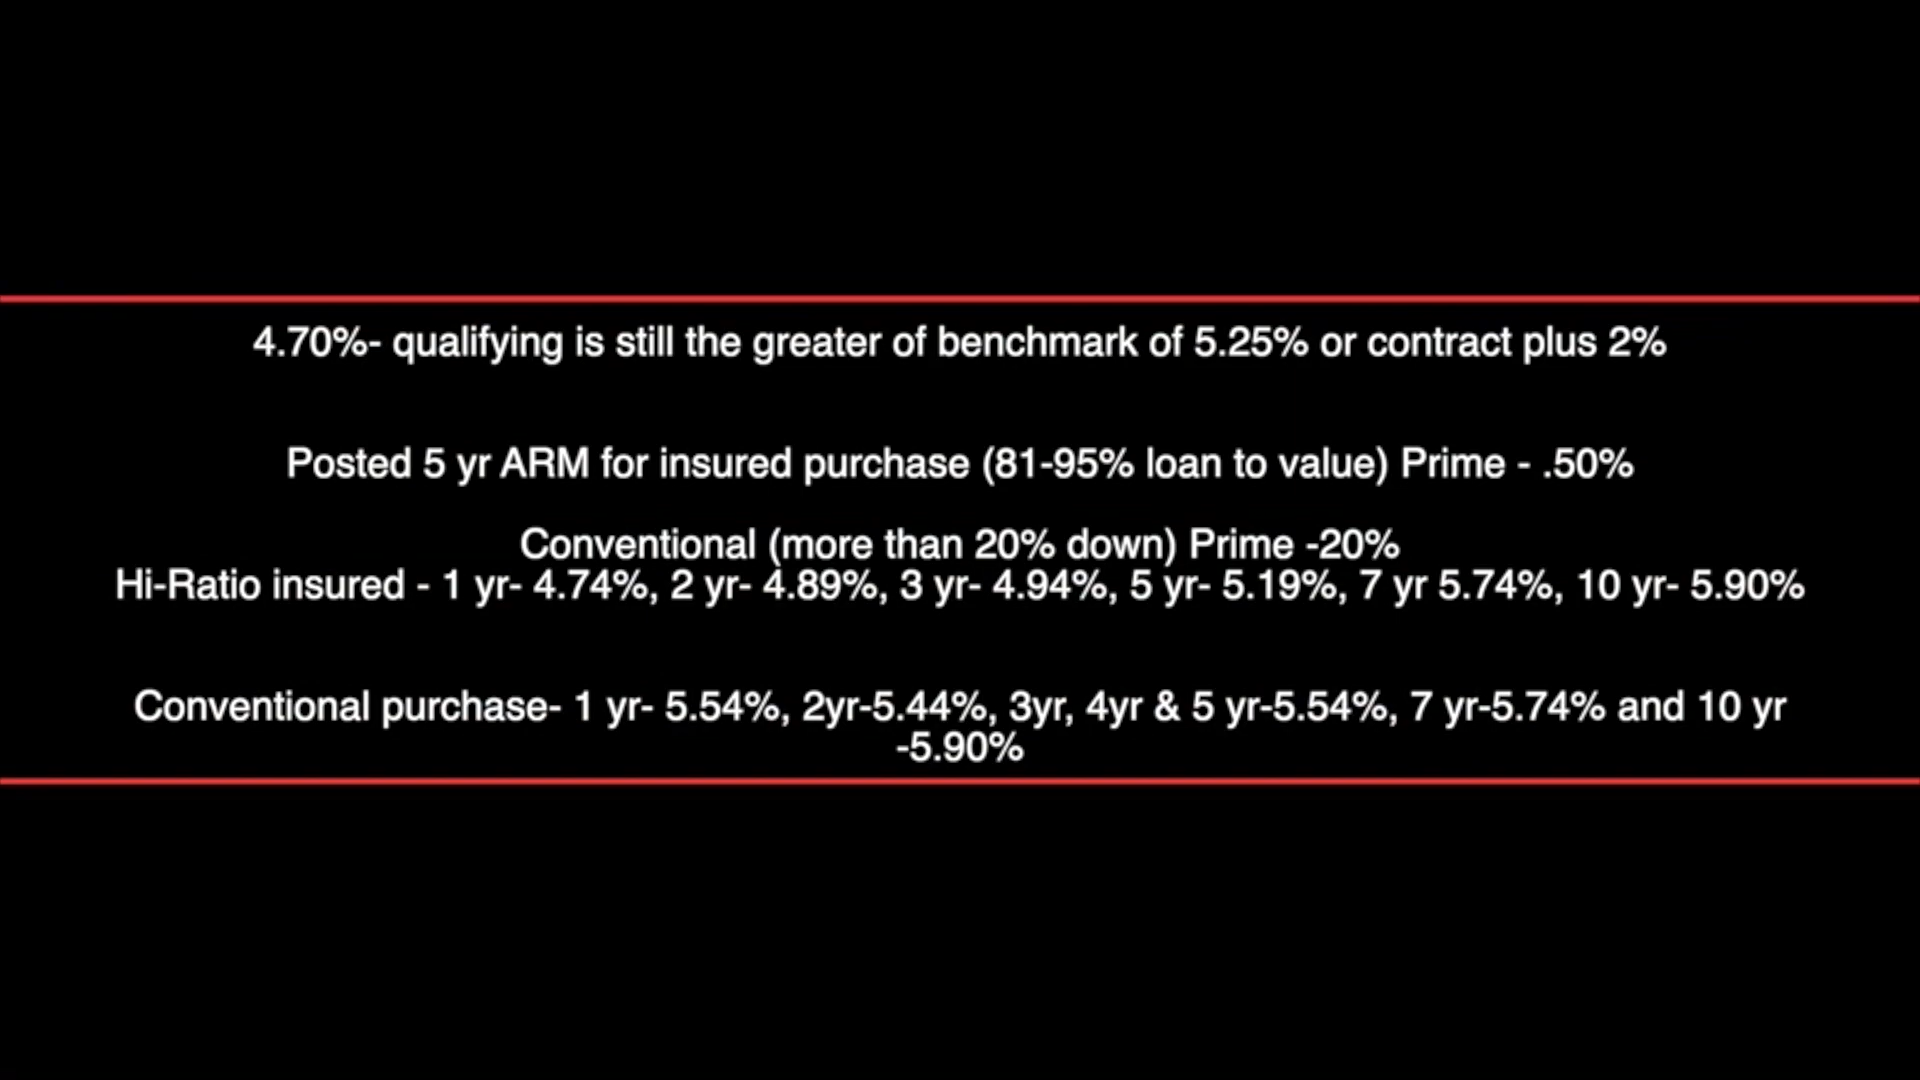 4.70%- qualifying is still the greater of benchmark of 5.25% or contract plus 2%
Posted 5 yr ARM for insured purchase (81-95% loan to value) Prime - .50%
Conventional (more than 20% down) Prime -20%
Hi-Ratio insured - 1 yr- 4.74%, 2 yr- 4.89%, 3 yr- 4.94%, 5 yr- 5.19%, 7 yr 5.74%, 10 yr- 5.90%
Conventional purchase- 1 yr- 5.54%, 2yr-5.44%, 3yr, 4yr & 5 yr-5.54%, 7 yr-5.74% and 10 yr
-5.90%